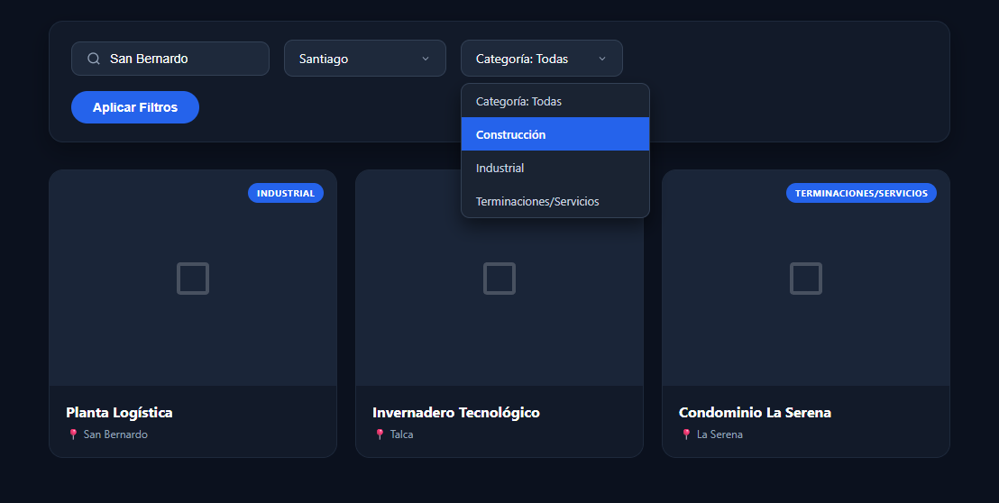 San Bernardo
Santiago
Categoría: Todas
Aplicar Filtros
Categoría: Todas
Construcción
Industrial
Terminaciones/Servicios
INDUSTRIAL
TERMINACIONES/SERVICIOS
Planta Logística
📍 San Bernardo
Invernadero Tecnológico
📍 Talca
Condominio La Serena
📍 La Serena